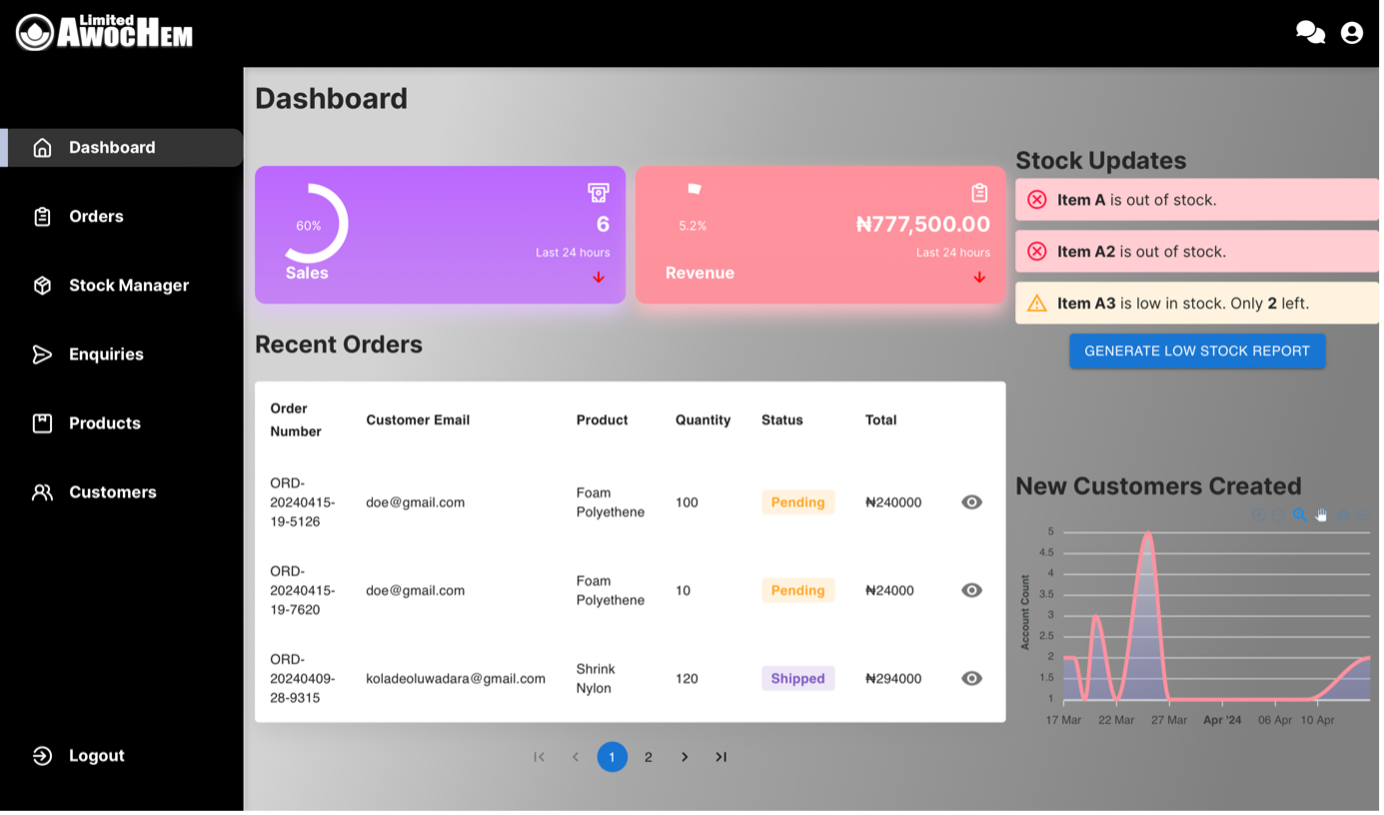 Limited
AWOCHEM
Dashboard
Orders
Stock Manager
Enquiries
Products
Customers
Logout
Dashboard
60%
6
Last 24 hours
Sales
5.2%
₦777,500.00
Last 24 hours
Revenue
Recent Orders
Order
Number
Customer Email Product Quantity Status Total
ORD-
20240415-
19-5126
doe@gmail.com
Foam
Polyethene
100
Pending
₦240000
ORD-
20240415-
19-7620
doe@gmail.com
Foam
Polyethene
10
Pending
₦24000
ORD-
20240409-
28-9315
koladeoluwadara@gmail.com
Shrink
Nylon
120
Shipped
₦294000
1 2
Stock Updates
Item A is out of stock.
Item A2 is out of stock.
Item A3 is low in stock. Only 2 left.
GENERATE LOW STOCK REPORT
New Customers Created
Account Count
5
4.5
4
3.5
3
2.5
2
1.5
1
17 Mar 22 Mar 27 Mar Apr '24 06 Apr 10 Apr